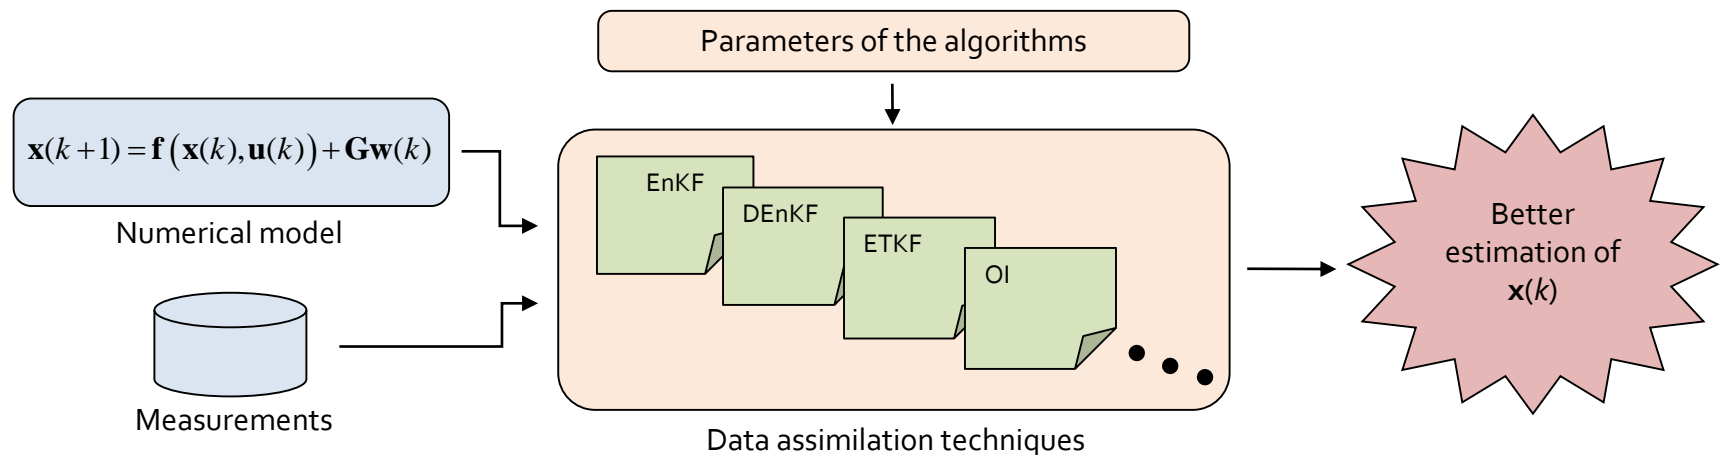 Parameters of the algorithms
x(k+1) = f(x(k),u(k)) + Gw(k)
Numerical model
Measurements
EnKF
DEnKF
ETKF
OI
Data assimilation techniques
Better
estimation of
x(k)